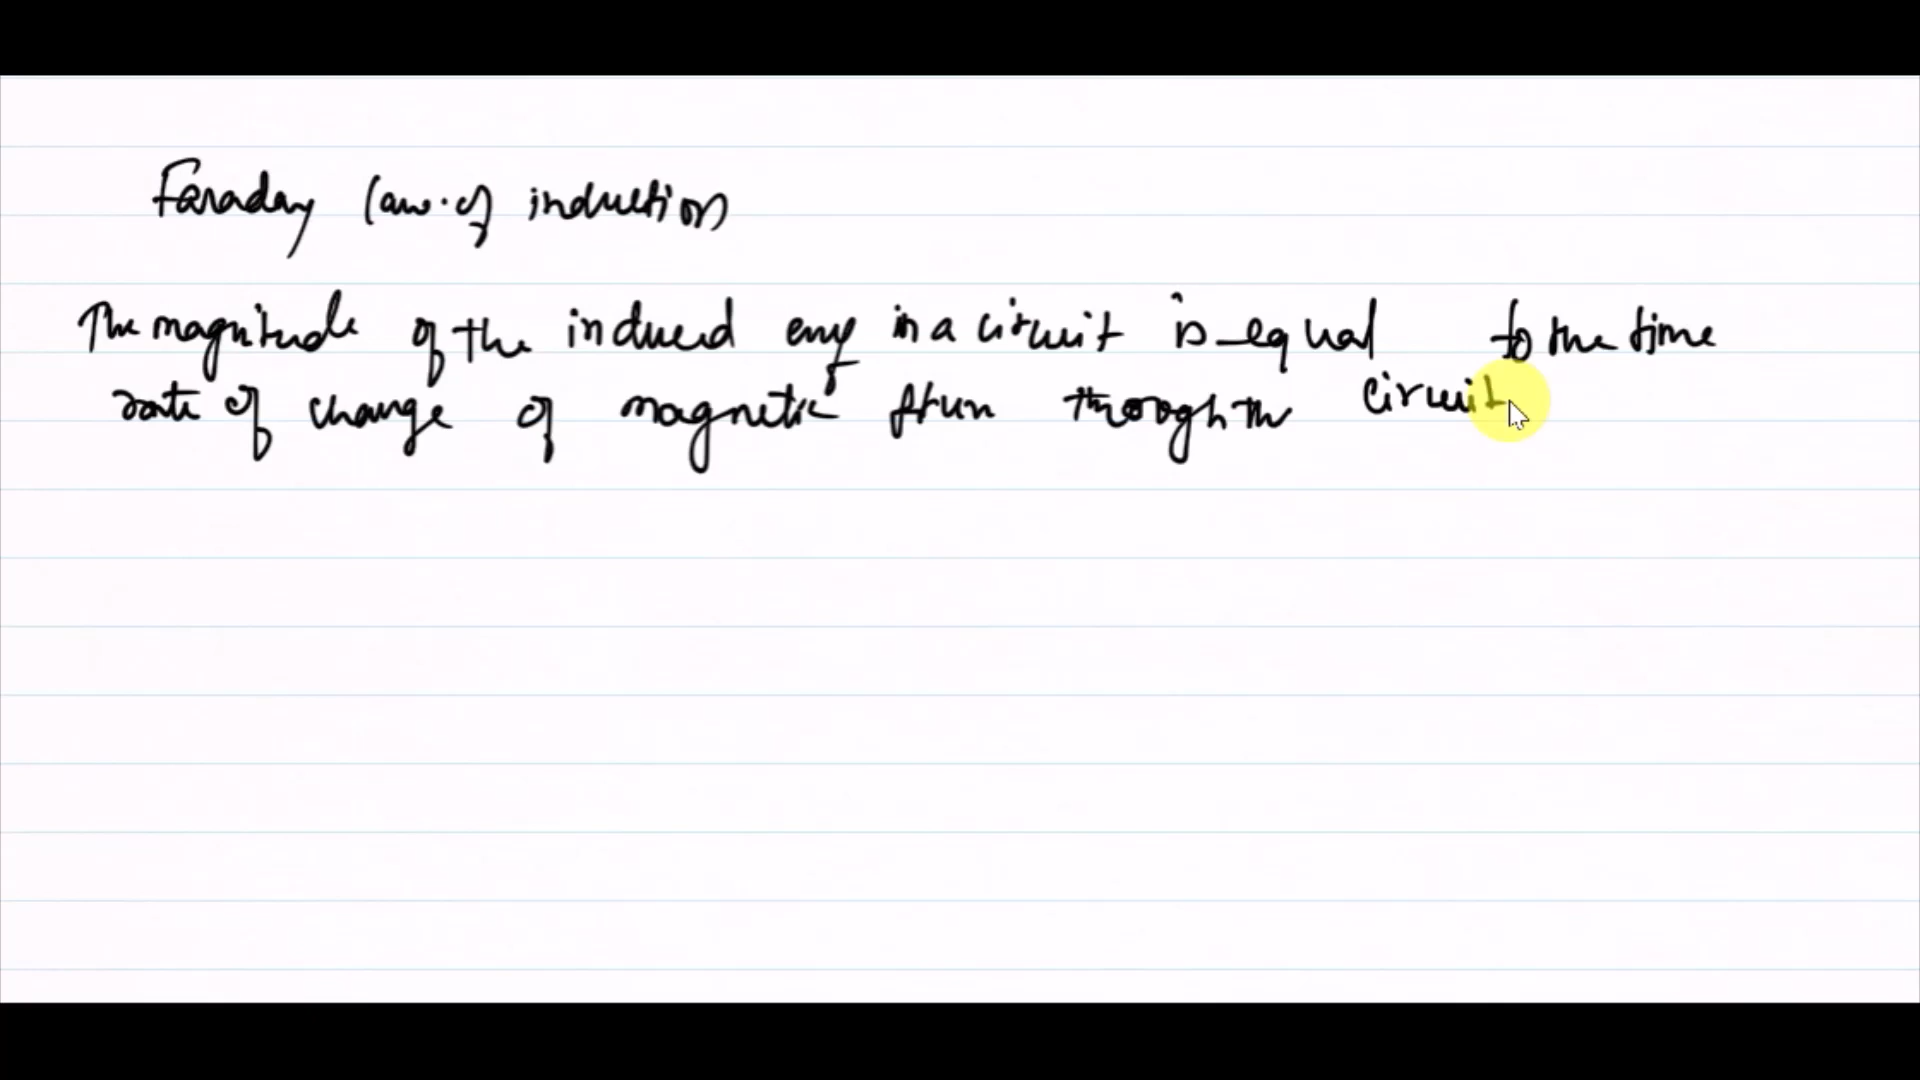 Faraday law of induction
The magnitude of the induced emf in a circuit is equal to the time
rate of change of magnetic flux through the circuit